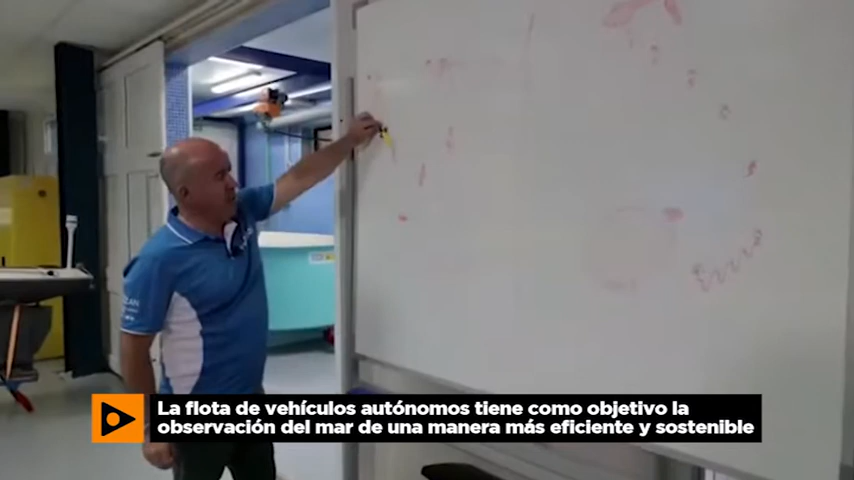 La flota de vehículos autónomos tiene como objetivo la
observación del mar de una manera más eficiente y sostenible